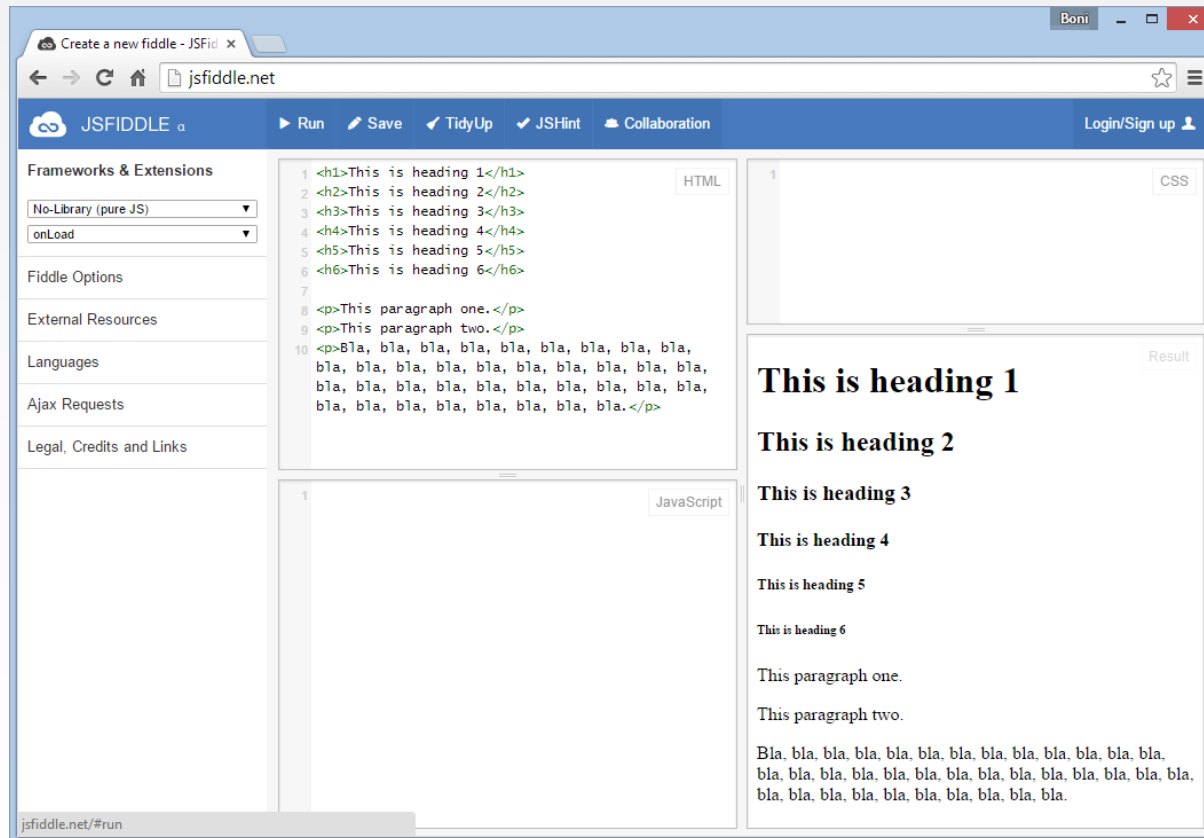 Boni
Create a new fiddle - JSFid
jsfiddle.net
JSFIDDLE α
Run
Save
TidyUp
JSHint
Collaboration
Login/Sign up
Frameworks & Extensions
No-Library (pure JS)
onLoad
Fiddle Options
External Resources
Languages
Ajax Requests
Legal, Credits and Links
HTML
1 <h1>This is heading 1</h1>
2 <h2>This is heading 2</h2>
3 <h3>This is heading 3</h3>
4 <h4>This is heading 4</h4>
5 <h5>This is heading 5</h5>
6 <h6>This is heading 6</h6>
7
8 <p>This paragraph one.</p>
9 <p>This paragraph two.</p>
10 <p>Bla, bla, bla, bla, bla, bla, bla, bla, bla,
bla, bla, bla, bla, bla, bla, bla, bla, bla, bla,
bla, bla, bla, bla, bla, bla, bla, bla, bla, bla,
bla, bla, bla, bla, bla, bla, bla, bla.</p>
1
JavaScript
1
CSS
Result
This is heading 1
This is heading 2
This is heading 3
This is heading 4
This is heading 5
This is heading 6
This paragraph one.
This paragraph two.
Bla, bla, bla, bla, bla, bla, bla, bla, bla, bla, bla, bla, bla,
bla, bla, bla, bla, bla, bla, bla, bla, bla, bla, bla, bla, bla, bla,
bla, bla, bla, bla, bla, bla, bla, bla, bla, bla.
jsfiddle.net/#run